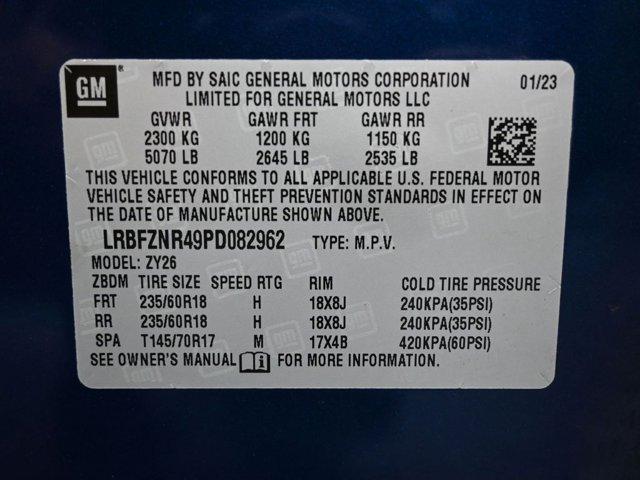 GM ® MFD BY SAIC GENERAL MOTORS CORPORATION 01/23
LIMITED FOR GENERAL MOTORS LLC
GVWR GAWR FRT GAWR RR
2300 KG 1200 KG 1150 KG
5070 LB 2645 LB 2535 LB
THIS VEHICLE CONFORMS TO ALL APPLICABLE U.S. FEDERAL MOTOR
VEHICLE SAFETY AND THEFT PREVENTION STANDARDS IN EFFECT ON
THE DATE OF MANUFACTURE SHOWN ABOVE.
LRBFZNR49PD082962 TYPE: M.P.V.
MODEL: ZY26
ZBDM TIRE SIZE SPEED RTG RIM COLD TIRE PRESSURE
FRT 235/60R18 H 18X8J 240KPA(35PSI)
RR 235/60R18 H 18X8J 240KPA(35PSI)
SPA T145/70R17 M 17X4B 420KPA(60PSI)
SEE OWNER'S MANUAL FOR MORE INFORMATION.